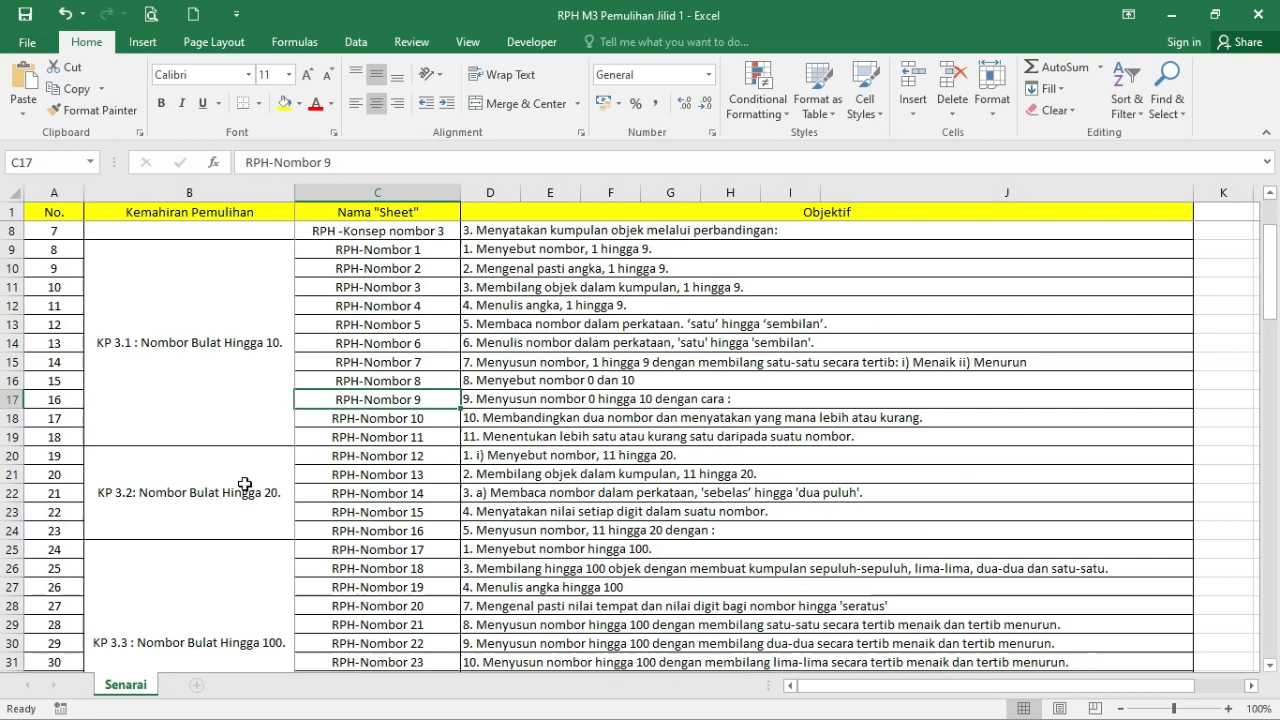 RPH M3 Pemulihan Jilid 1 - Excel
File Home Insert Page Layout Formulas Data Review View Developer Tell me what you want to do... Sign in Share
Paste Cut Copy Format Painter
Calibri 11 B I U A A A
Wrap Text Merge & Center
General % ,
Conditional Formatting Format as Table Cell Styles
Insert Delete Format
AutoSum Fill Clear Sort & Filter Find & Select
Clipboard Font Alignment Number Styles Cells Editing
C17 fx RPH-Nombor 9
A B C D E F G H I J K
1 No. Kemahiran Pemulihan Nama "Sheet" Objektif
8 7 RPH -Konsep nombor 3 3. Menyatakan kumpulan objek melalui perbandingan:
9 8 RPH-Nombor 1 1. Menyebut nombor, 1 hingga 9.
10 9 RPH-Nombor 2 2. Mengenal pasti angka, 1 hingga 9.
11 10 RPH-Nombor 3 3. Membilang objek dalam kumpulan, 1 hingga 9.
12 11 RPH-Nombor 4 4. Menulis angka, 1 hingga 9.
13 12 RPH-Nombor 5 5. Membaca nombor dalam perkataan. ‘satu’ hingga ‘sembilan’.
14 13 KP 3.1 : Nombor Bulat Hingga 10. RPH-Nombor 6 6. Menulis nombor dalam perkataan, 'satu' hingga 'sembilan'.
15 14 RPH-Nombor 7 7. Menyusun nombor, 1 hingga 9 dengan membilang satu-satu secara tertib: i) Menaik ii) Menurun
16 15 RPH-Nombor 8 8. Menyebut nombor 0 dan 10
17 16 RPH-Nombor 9 9. Menyusun nombor 0 hingga 10 dengan cara :
18 17 RPH-Nombor 10 10. Membandingkan dua nombor dan menyatakan yang mana lebih atau kurang.
19 18 RPH-Nombor 11 11. Menentukan lebih satu atau kurang satu daripada suatu nombor.
20 19 RPH-Nombor 12 1. i) Menyebut nombor, 11 hingga 20.
21 20 RPH-Nombor 13 2. Membilang objek dalam kumpulan, 11 hingga 20.
22 21 KP 3.2: Nombor Bulat Hingga 20. RPH-Nombor 14 3. a) Membaca nombor dalam perkataan, 'sebelas’ hingga 'dua puluh'.
23 22 RPH-Nombor 15 4. Menyatakan nilai setiap digit dalam suatu nombor.
24 23 RPH-Nombor 16 5. Menyusun nombor, 11 hingga 20 dengan :
25 24 RPH-Nombor 17 1. Menyebut nombor hingga 100.
26 25 RPH-Nombor 18 3. Membilang hingga 100 objek dengan membuat kumpulan sepuluh-sepuluh, lima-lima, dua-dua dan satu-satu.
27 26 RPH-Nombor 19 4. Menulis angka hingga 100
28 27 RPH-Nombor 20 7. Mengenal pasti nilai tempat dan nilai digit bagi nombor hingga 'seratus'
29 28 RPH-Nombor 21 8. Menyusun nombor hingga 100 dengan membilang satu-satu secara tertib menaik dan tertib menurun.
30 29 KP 3.3 : Nombor Bulat Hingga 100. RPH-Nombor 22 9. Menyusun nombor hingga 100 dengan membilang dua-dua secara tertib menaik dan tertib menurun.
31 30 RPH-Nombor 23 10. Menyusun nombor hingga 100 dengan membilang lima-lima secara tertib menaik dan tertib menurun.
Senarai
Ready 100%